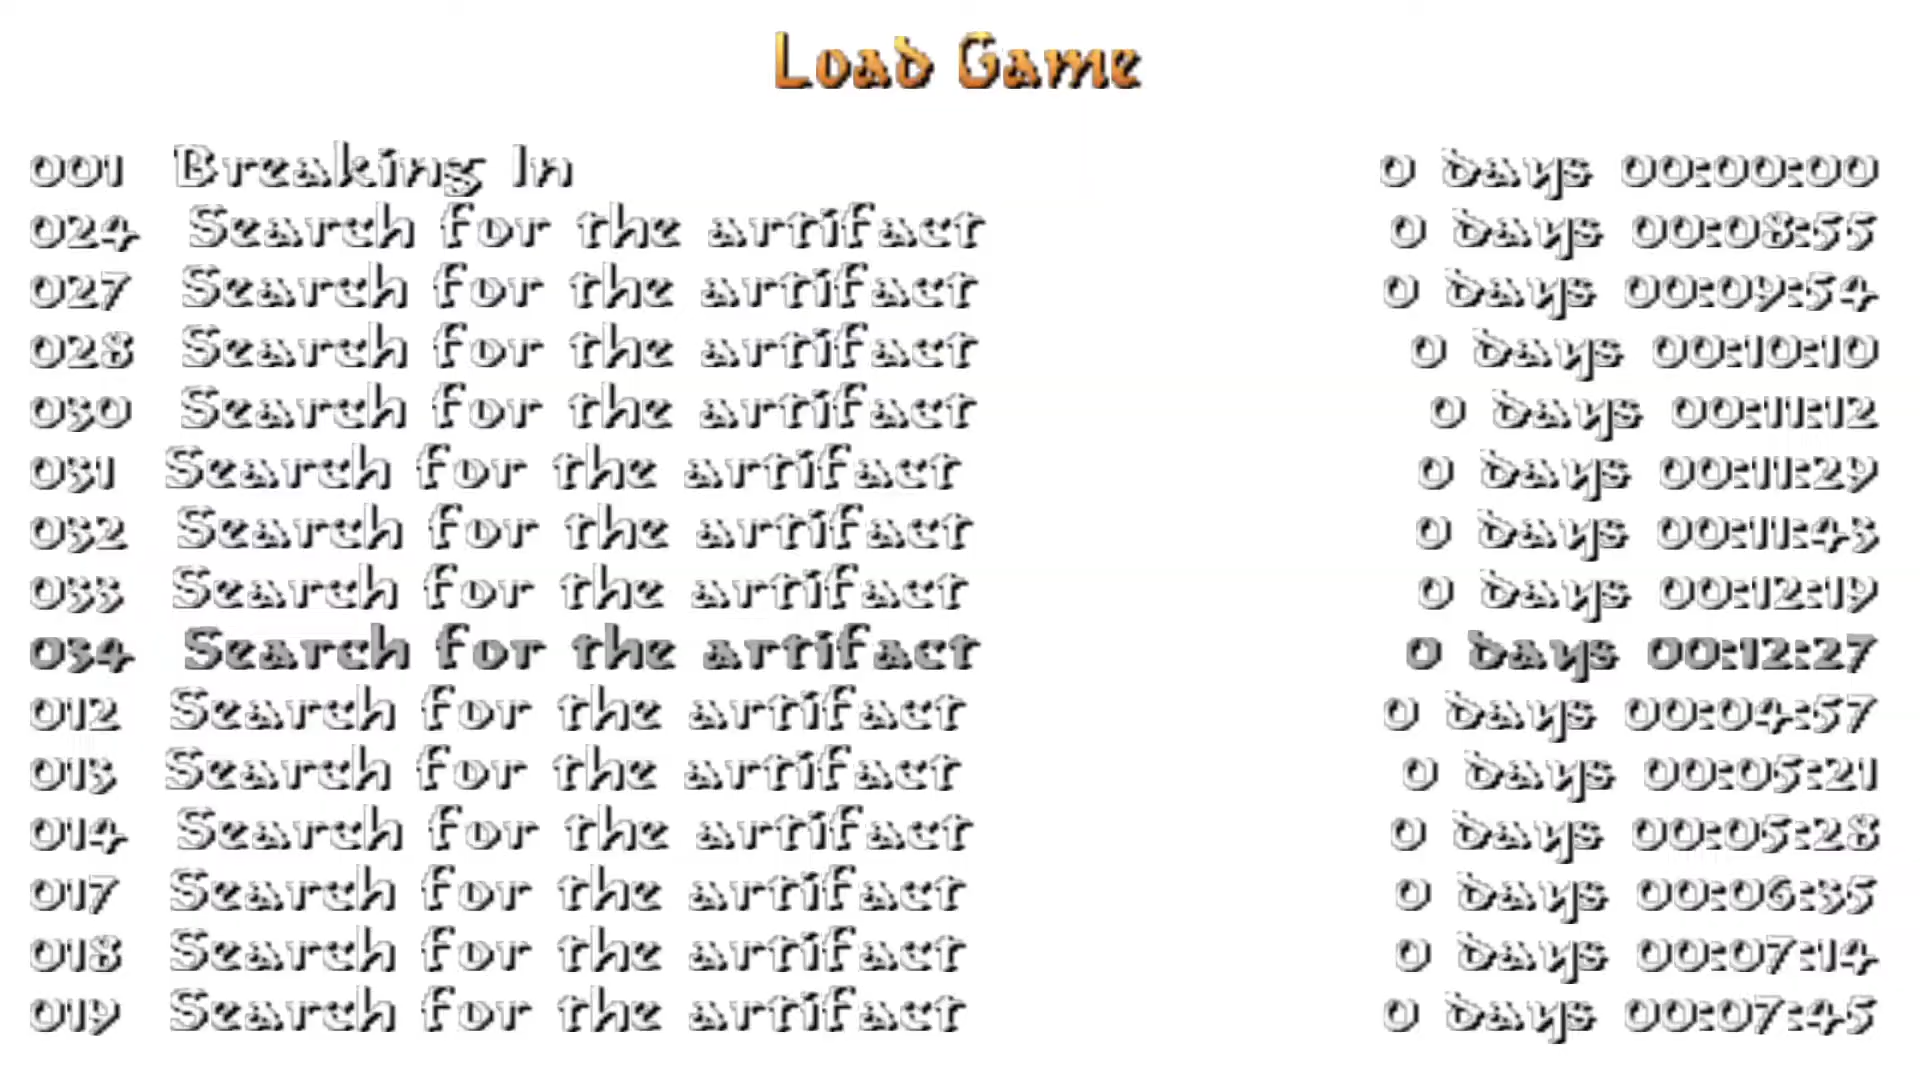 Load Game
001 Breaking In 0 days 00:00:00
024 Search for the artifact 0 days 00:08:55
027 Search for the artifact 0 days 00:09:54
028 Search for the artifact 0 days 00:10:10
030 Search for the artifact 0 days 00:11:12
031 Search for the artifact 0 days 00:11:29
032 Search for the artifact 0 days 00:11:43
033 Search for the artifact 0 days 00:12:19
034 Search for the artifact 0 days 00:12:27
012 Search for the artifact 0 days 00:04:57
013 Search for the artifact 0 days 00:05:21
014 Search for the artifact 0 days 00:05:28
017 Search for the artifact 0 days 00:06:35
018 Search for the artifact 0 days 00:07:14
019 Search for the artifact 0 days 00:07:45